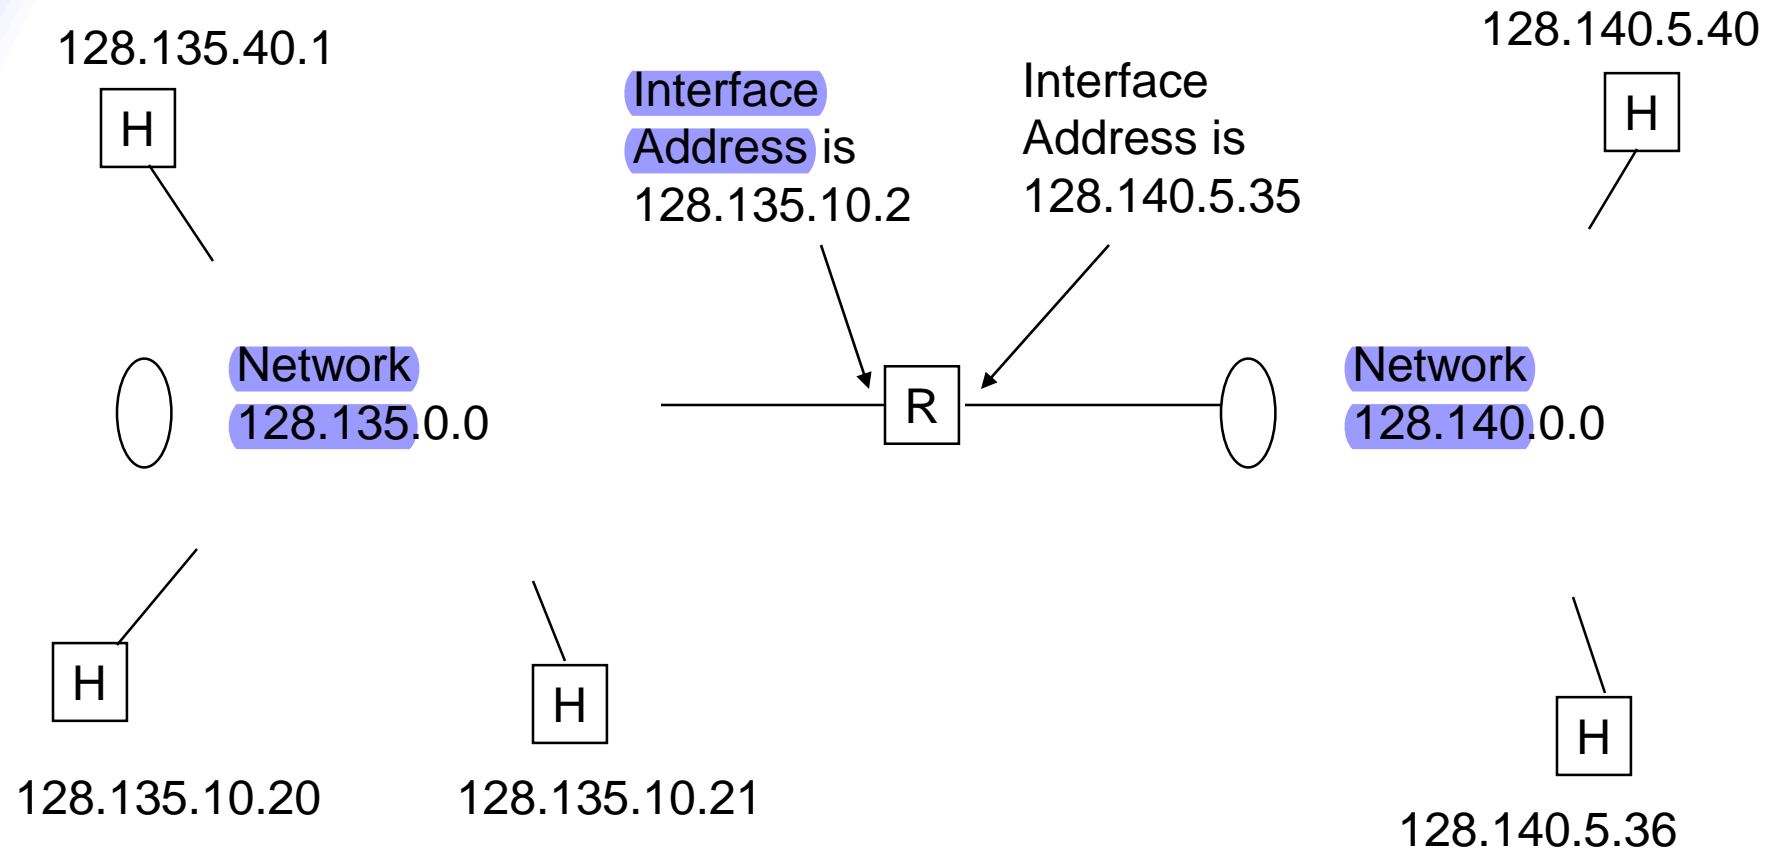 128.135.40.1
H
Interface
Address is
128.135.10.2
Interface
Address is
128.140.5.35
128.140.5.40
H
Network
128.135.0.0
R
Network
128.140.0.0
H
128.135.10.20
H
128.135.10.21
H
128.140.5.36